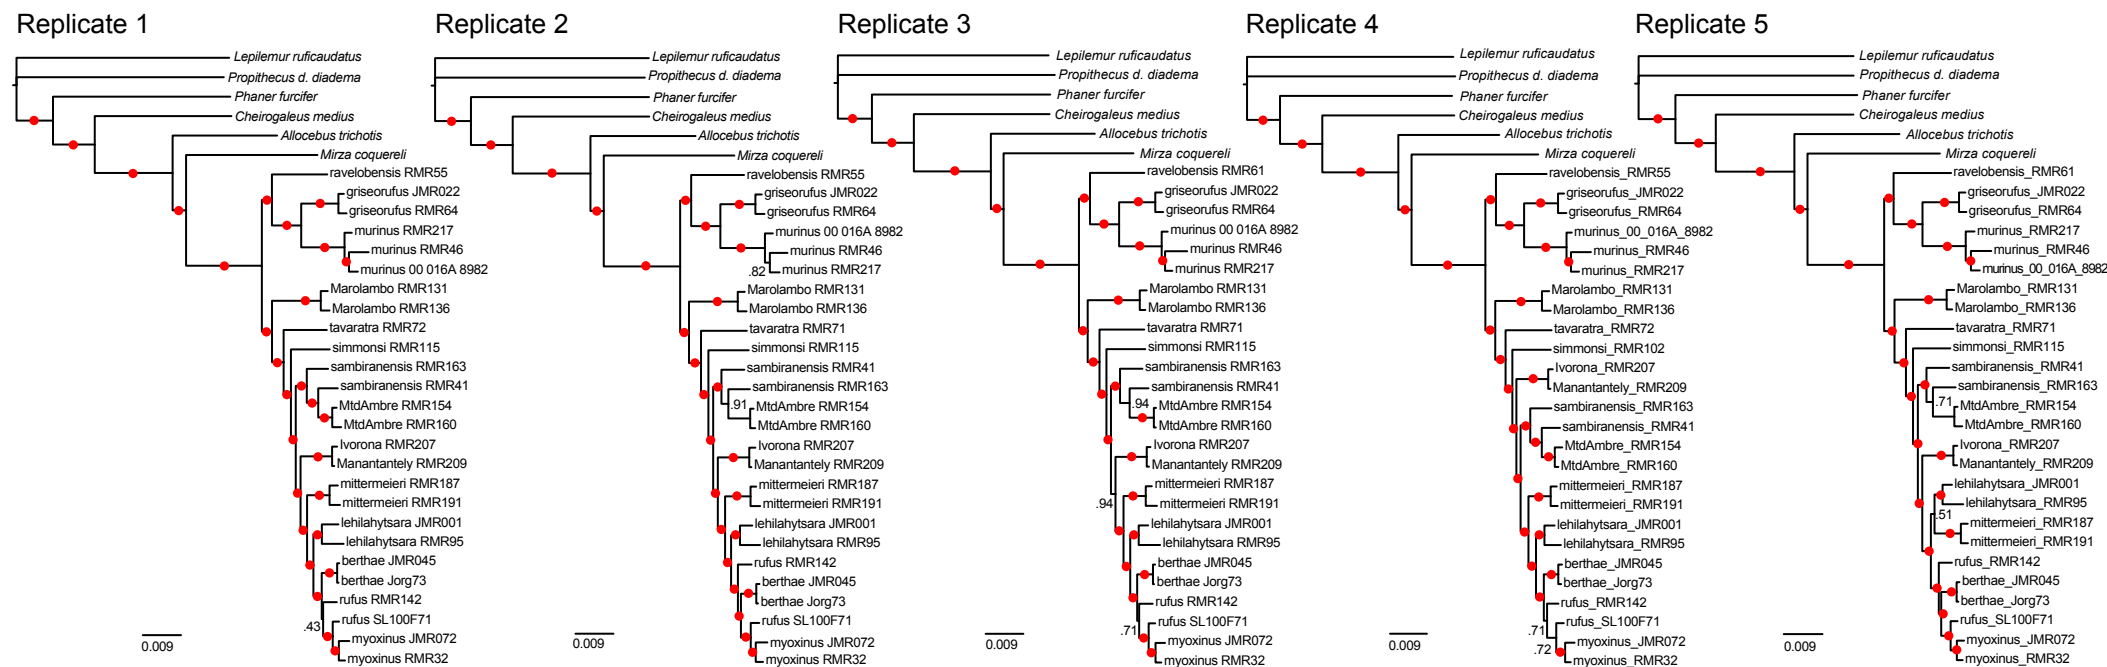 Replicate 1
Lepilemur ruficaudatus
Propithecus d. diadema
Phaner furcifer
Cheirogaleus medius
Allocebus trichotis
Mirza coquereli
ravelobensis RMR55
griseorufus JMR022
griseorufus RMR64
murinus RMR217
murinus RMR46
murinus 00 016A 8982
Marolambo RMR131
Marolambo RMR136
tavaratra RMR72
simmonsi RMR115
sambiranensis RMR163
sambiranensis RMR41
MtdAmbre RMR154
MtdAmbre RMR160
Ivorona RMR207
Manantantely RMR209
mittermeieri RMR187
mittermeieri RMR191
lehilahytsara JMR001
lehilahytsara RMR95
berthae JMR045
berthae Jorg73
rufus RMR142
rufus SL100F71
.43
myoxinus JMR072
myoxinus RMR32
0.009
Replicate 2
Lepilemur ruficaudatus
Propithecus d. diadema
Phaner furcifer
Cheirogaleus medius
Allocebus trichotis
Mirza coquereli
ravelobensis RMR55
griseorufus JMR022
griseorufus RMR64
murinus 00 016A 8982
murinus RMR46
.82
murinus RMR217
Marolambo RMR131
Marolambo RMR136
tavaratra RMR71
simmonsi RMR115
sambiranensis RMR41
sambiranensis RMR163
.91
MtdAmbre RMR154
MtdAmbre RMR160
Ivorona RMR207
Manantantely RMR209
mittermeieri RMR187
mittermeieri RMR191
lehilahytsara JMR001
lehilahytsara RMR95
rufus RMR142
berthae JMR045
berthae Jorg73
rufus SL100F71
myoxinus JMR072
myoxinus RMR32
0.009
Replicate 3
Lepilemur ruficaudatus
Propithecus d. diadema
Phaner furcifer
Cheirogaleus medius
Allocebus trichotis
Mirza coquereli
ravelobensis RMR61
griseorufus JMR022
griseorufus RMR64
murinus 00 016A 8982
murinus RMR46
murinus RMR217
Marolambo RMR131
Marolambo RMR136
tavaratra RMR71
simmonsi RMR115
sambiranensis RMR163
sambiranensis RMR41
.94
MtdAmbre RMR154
MtdAmbre RMR160
Ivorona RMR207
Manantantely RMR209
mittermeieri RMR187
.94
mittermeieri RMR191
lehilahytsara JMR001
lehilahytsara RMR95
berthae JMR045
berthae Jorg73
rufus RMR142
rufus SL100F71
.71
myoxinus JMR072
myoxinus RMR32
0.009
Replicate 4
Lepilemur ruficaudatus
Propithecus d. diadema
Phaner furcifer
Cheirogaleus medius
Allocebus trichotis
Mirza coquereli
ravelobensis_RMR55
griseorufus_JMR022
griseorufus_RMR64
murinus_00_016A_8982
murinus_RMR46
murinus_RMR217
Marolambo_RMR131
Marolambo_RMR136
tavaratra_RMR72
simmonsi_RMR102
Ivorona_RMR207
Manantantely_RMR209
sambiranensis_RMR163
sambiranensis_RMR41
MtdAmbre_RMR154
MtdAmbre_RMR160
mittermeieri_RMR187
mittermeieri_RMR191
lehilahytsara_JMR001
lehilahytsara_RMR95
berthae_JMR045
berthae_Jorg73
rufus_RMR142
rufus_SL100F71
.71
myoxinus_JMR072
.72
myoxinus_RMR32
0.009
Replicate 5
Lepilemur ruficaudatus
Propithecus d. diadema
Phaner furcifer
Cheirogaleus medius
Allocebus trichotis
Mirza coquereli
ravelobensis_RMR61
griseorufus_JMR022
griseorufus_RMR64
murinus_RMR217
murinus_RMR46
murinus_00_016A_8982
Marolambo_RMR131
Marolambo_RMR136
tavaratra_RMR71
simmonsi_RMR115
sambiranensis_RMR41
sambiranensis_RMR163
.71
MtdAmbre_RMR154
MtdAmbre_RMR160
Ivorona_RMR207
Manantantely_RMR209
lehilahytsara_JMR001
lehilahytsara_RMR95
.51
mittermeieri_RMR187
mittermeieri_RMR191
rufus_RMR142
berthae_JMR045
berthae_Jorg73
rufus_SL100F71
myoxinus_JMR072
myoxinus_RMR32
0.009